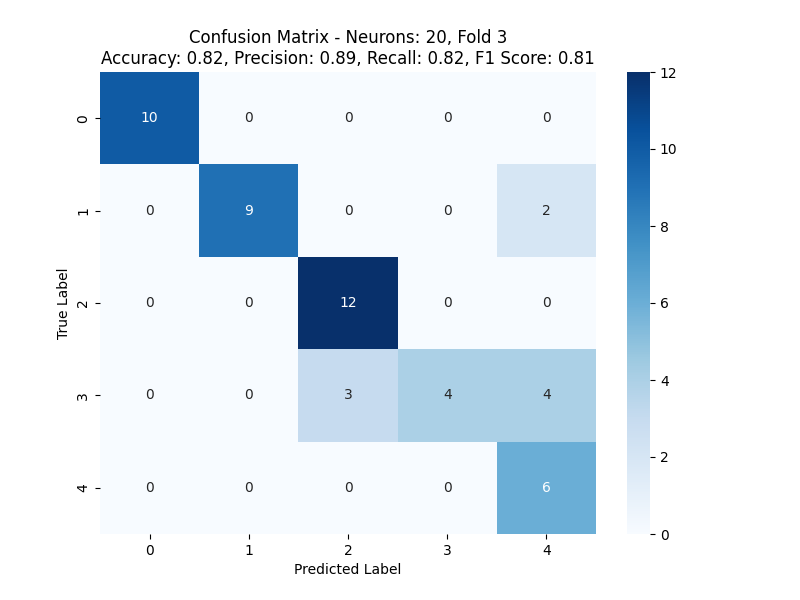 Confusion Matrix - Neurons: 20, Fold 3
Accuracy: 0.82, Precision: 0.89, Recall: 0.82, F1 Score: 0.81
True Label
0 10 0 0 0 0
1 0 9 0 0 2
2 0 0 12 0 0
3 0 0 3 4 4
4 0 0 0 0 6
0 1 2 3 4
Predicted Label
12
10
8
6
4
2
0